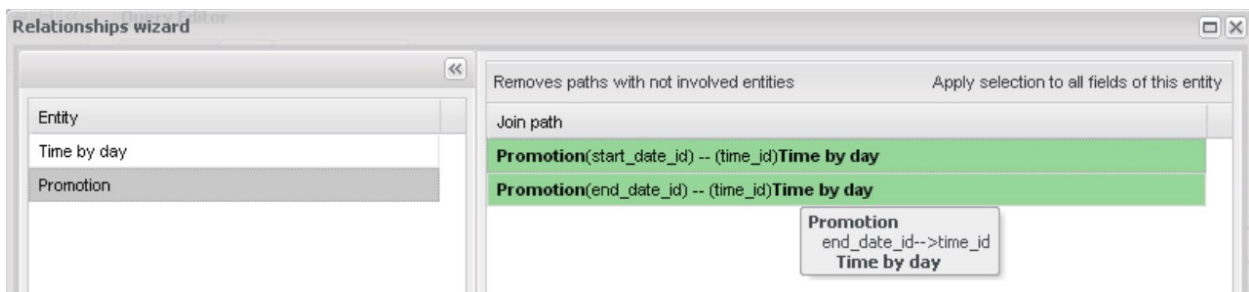 Query Editor
Relationships wizard
Removes paths with not involved entities Apply selection to all fields of this entity
Entity
Join path
Time by day
Promotion(start_date_id) -- (time_id)Time by day
Promotion
Promotion(end_date_id) -- (time_id)Time by day
Promotion
end_date_id-->time_id
Time by day